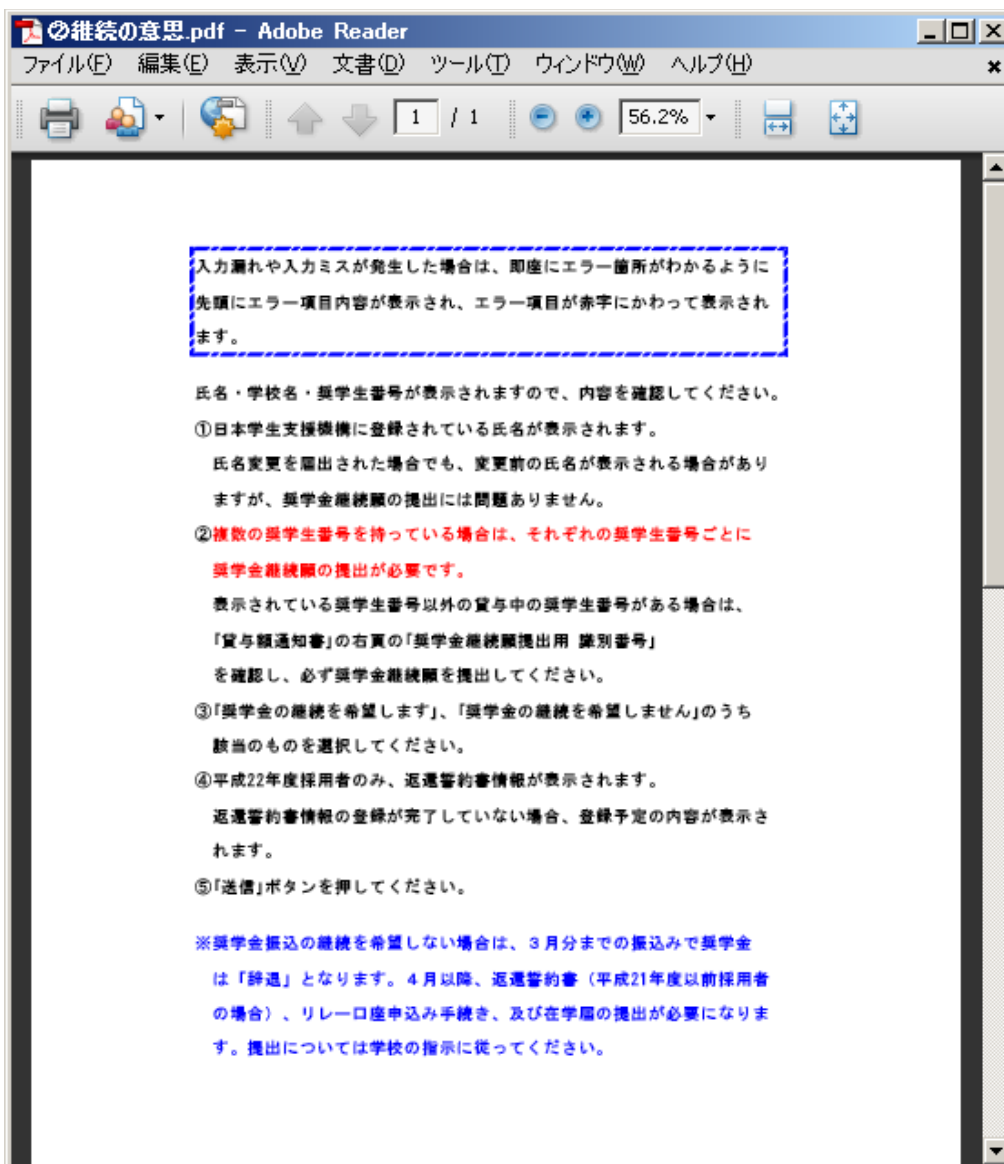 ②継続の意思.pdf - Adobe Reader
ファイル(F) 編集(E) 表示(V) 文書(D) ツール(T) ウィンドウ(W) ヘルプ(H)
1 / 1 56.2%
入力漏れや入力ミスが発生した場合は、即座にエラー箇所がわかるように
先頭にエラー項目内容が表示され、エラー項目が赤字にかわって表示され
ます。
氏名・学校名・奨学生番号が表示されますので、内容を確認してください。
①日本学生支援機構に登録されている氏名が表示されます。
氏名変更を届出された場合でも、変更前の氏名が表示される場合があり
ますが、奨学金継続願の提出には問題ありません。
②複数の奨学生番号を持っている場合は、それぞれの奨学生番号ごとに
奨学金継続願の提出が必要です。
表示されている奨学生番号以外の貸与中の奨学生番号がある場合は、
「貸与額通知書」の右頁の「奨学金継続願提出用 識別番号」
を確認し、必ず奨学金継続願を提出してください。
③「奨学金の継続を希望します」、「奨学金の継続を希望しません」のうち
該当のものを選択してください。
④平成22年度採用者のみ、返還誓約書情報が表示されます。
返還誓約書情報の登録が完了していない場合、登録予定の内容が表示さ
れます。
⑤「送信」ボタンを押してください。
※奨学金振込の継続を希望しない場合は、３月分までの振込みで奨学金
は「辞退」となります。４月以降、返還誓約書（平成21年度以前採用者
の場合）、リレー口座申込み手続き、及び在学届の提出が必要になりま
す。提出については学校の指示に従ってください。